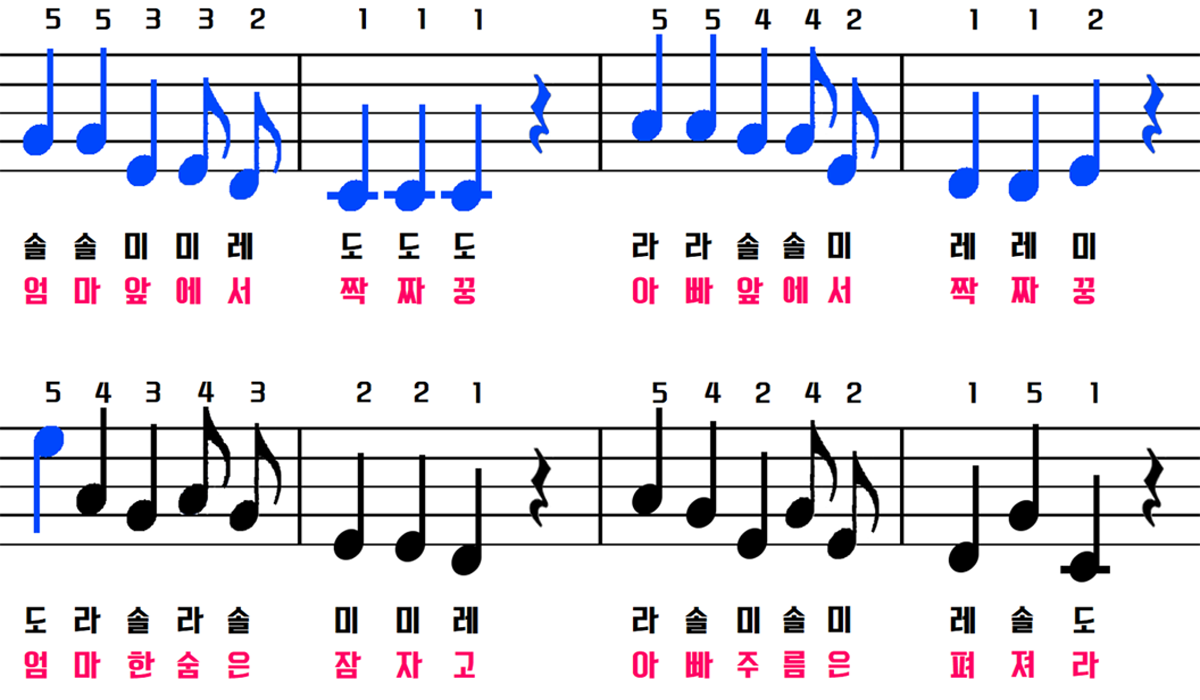 5 5 3 3 2 1 1 1 5 5 4 4 2 1 1 2
솔 솔 미 미 레 도 도 도 라 라 솔 솔 미 레 레 미
엄 마 앞 에 서 짝 짜 꿍 아 빠 앞 에 서 짝 짜 꿍
5 4 3 4 3 2 2 1 5 4 2 4 2 1 5 1
도 라 솔 라 솔 미 미 레 라 솔 미 솔 미 레 솔 도
엄 마 한 숨 은 잠 자 고 아 빠 주 름 은 펴 져 라